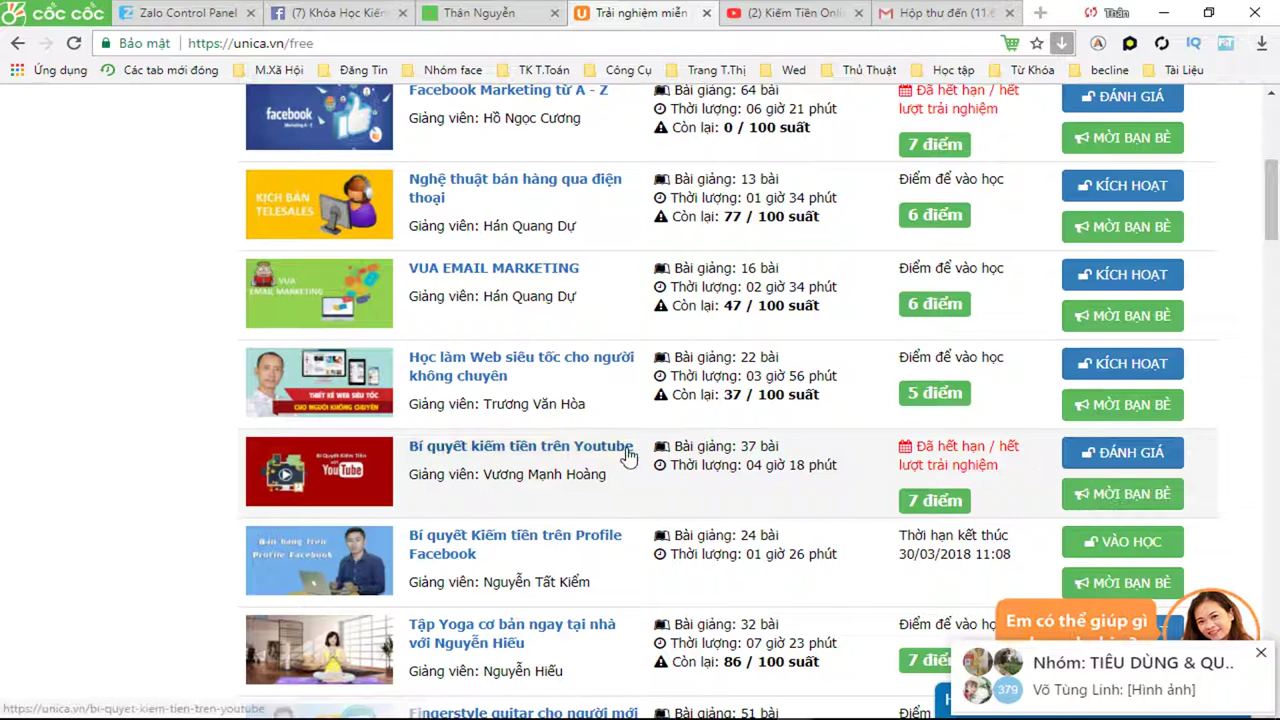 cốc cốc
Zalo Control Panel
(7) Khóa Học Kiếm
Thân Nguyễn
Trải nghiệm miễn
(2) Kiếm Tiền Onli
Hộp thư đến (11.6
Thân
Bảo mật
https://unica.vn/free
IQ
Ứng dụng
Các tab mới đóng
M.Xã Hội
Đăng Tin
Nhóm face
TK T.Toán
Công Cụ
Trang T.Thị
Wed
Thủ Thuật
Học tập
Từ Khóa
becline
Tài Liệu
facebook
Facebook Marketing từ A - Z
Giảng viên: Hồ Ngọc Cương
Bài giảng: 64 bài
Thời lượng: 06 giờ 21 phút
Còn lại: 0 / 100 suất
Đã hết hạn / hết
lượt trải nghiệm
7 điểm
ĐÁNH GIÁ
MỜI BẠN BÈ
KỊCH BẢN
TELESALES
Nghệ thuật bán hàng qua điện
thoại
Giảng viên: Hán Quang Dự
Bài giảng: 13 bài
Thời lượng: 01 giờ 34 phút
Còn lại: 77 / 100 suất
Điểm để vào học
6 điểm
KÍCH HOẠT
MỜI BẠN BÈ
VUA
EMAIL MARKETING
VUA EMAIL MARKETING
Giảng viên: Hán Quang Dự
Bài giảng: 16 bài
Thời lượng: 02 giờ 34 phút
Còn lại: 47 / 100 suất
Điểm để vào học
6 điểm
KÍCH HOẠT
MỜI BẠN BÈ
THIẾT KẾ WEB SIÊU TỐC
CHO NGƯỜI KHÔNG CHUYÊN
Học làm Web siêu tốc cho người
không chuyên
Giảng viên: Trương Văn Hòa
Bài giảng: 22 bài
Thời lượng: 03 giờ 56 phút
Còn lại: 37 / 100 suất
Điểm để vào học
5 điểm
KÍCH HOẠT
MỜI BẠN BÈ
Bí Quyết Kiếm Tiền
YouTube
Bí quyết kiếm tiền trên Youtube
Giảng viên: Vương Mạnh Hoàng
Bài giảng: 37 bài
Thời lượng: 04 giờ 18 phút
Đã hết hạn / hết
lượt trải nghiệm
7 điểm
ĐÁNH GIÁ
MỜI BẠN BÈ
Bán hàng trên
Profile Facebook
Bí quyết Kiếm tiền trên Profile
Facebook
Giảng viên: Nguyễn Tất Kiểm
Bài giảng: 24 bài
Thời lượng: 01 giờ 26 phút
Thời hạn kết thúc
30/03/2018 11:08
VÀO HỌC
MỜI BẠN BÈ
Tập Yoga cơ bản ngay tại nhà
với Nguyễn Hiếu
Giảng viên: Nguyễn Hiếu
Bài giảng: 32 bài
Thời lượng: 07 giờ 23 phút
Còn lại: 86 / 100 suất
Điểm để
7 điể
Em có thể giúp gì
Nhóm: TIÊU DÙNG & QU..
379
Võ Tùng Linh: [Hình ảnh]
Fingerstyle guitar cho người mới
Bài giảng: 51 bài
Điểm
https://unica.vn/bi-quyet-kiem-tien-tren-youtube